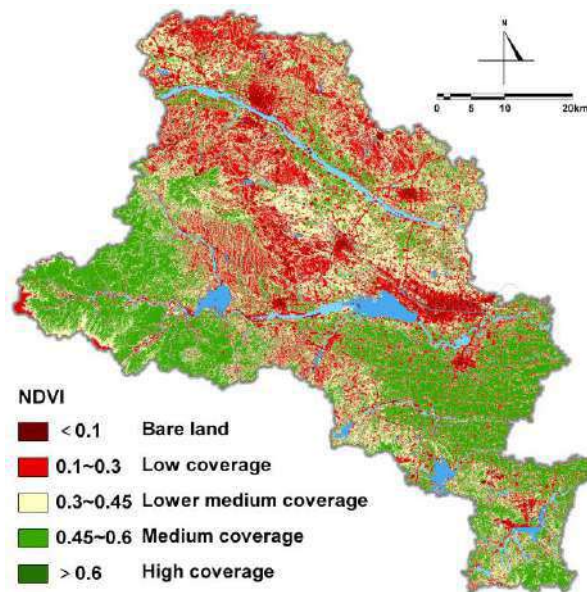 N
0 5 10 20km
NDVI
< 0.1 Bare land
0.1~0.3 Low coverage
0.3~0.45 Lower medium coverage
0.45~0.6 Medium coverage
> 0.6 High coverage